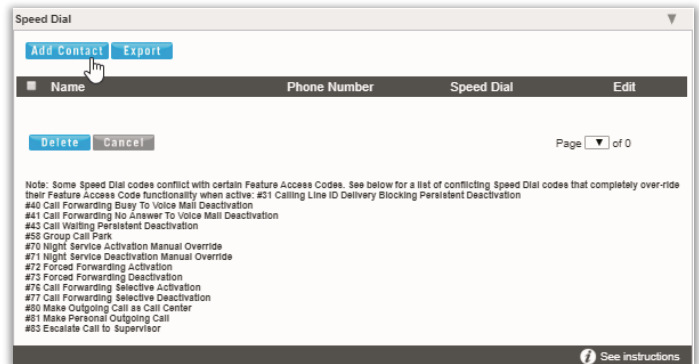 Speed Dial
Add Contact Export
Name Phone Number Speed Dial Edit
Delete Cancel Page of 0
Note: Some Speed Dial codes conflict with certain Feature Access Codes. See below for a list of conflicting Speed Dial codes that completely over-ride
their Feature Access Code functionality when active: #31 Calling Line ID Delivery Blocking Persistent Deactivation
#40 Call Forwarding Busy To Voice Mail Deactivation
#41 Call Forwarding No Answer To Voice Mail Deactivation
#43 Call Waiting Persistent Deactivation
#58 Group Call Park
#70 Night Service Activation Manual Override
#71 Night Service Deactivation Manual Override
#72 Forced Forwarding Activation
#73 Forced Forwarding Deactivation
#76 Call Forwarding Selective Activation
#77 Call Forwarding Selective Deactivation
#80 Make Outgoing Call as Call Center
#81 Make Personal Outgoing Call
#83 Escalate Call to Supervisor
See instructions